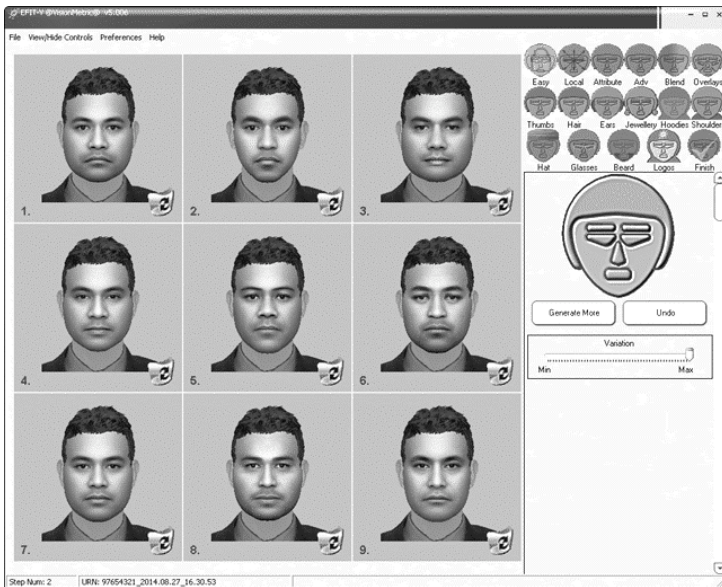 EFIT-V @VisionMetric@ v5.006
File View/Hide Controls Preferences Help
Easy Local Attribute Adv Blend Overlays
Thumbs Hair Ears Jewellery Hoodies Shoulder
Hat Glasses Beard Logos Finish
1. 2. 3.
Generate More Undo
Variation
Min Max
4. 5. 6.
7. 8. 9.
Step Num: 2 URN: 97654321_2014.08.27_16.30.53